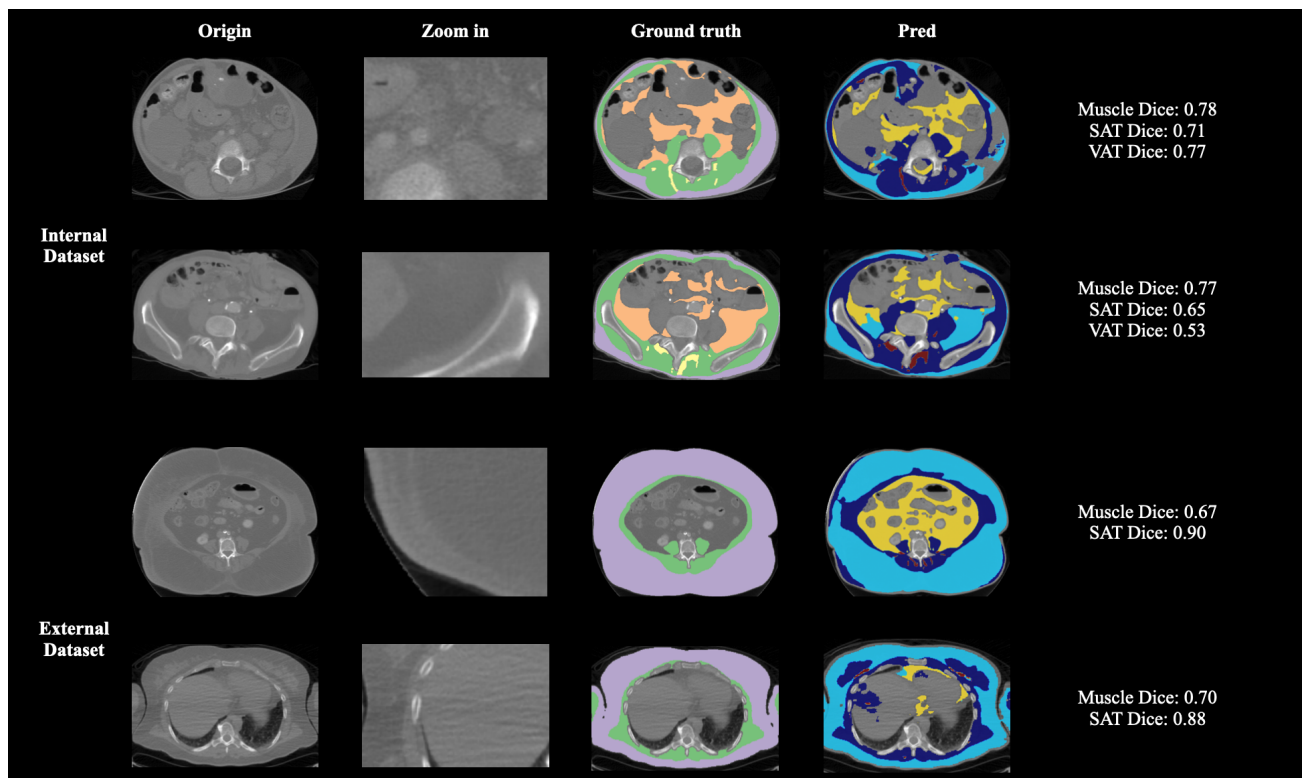 Origin
Zoom in
Ground truth
Pred
Muscle Dice: 0.78
SAT Dice: 0.71
VAT Dice: 0.77
Internal
Dataset
Muscle Dice: 0.77
SAT Dice: 0.65
VAT Dice: 0.53
Muscle Dice: 0.67
SAT Dice: 0.90
External
Dataset
Muscle Dice: 0.70
SAT Dice: 0.88